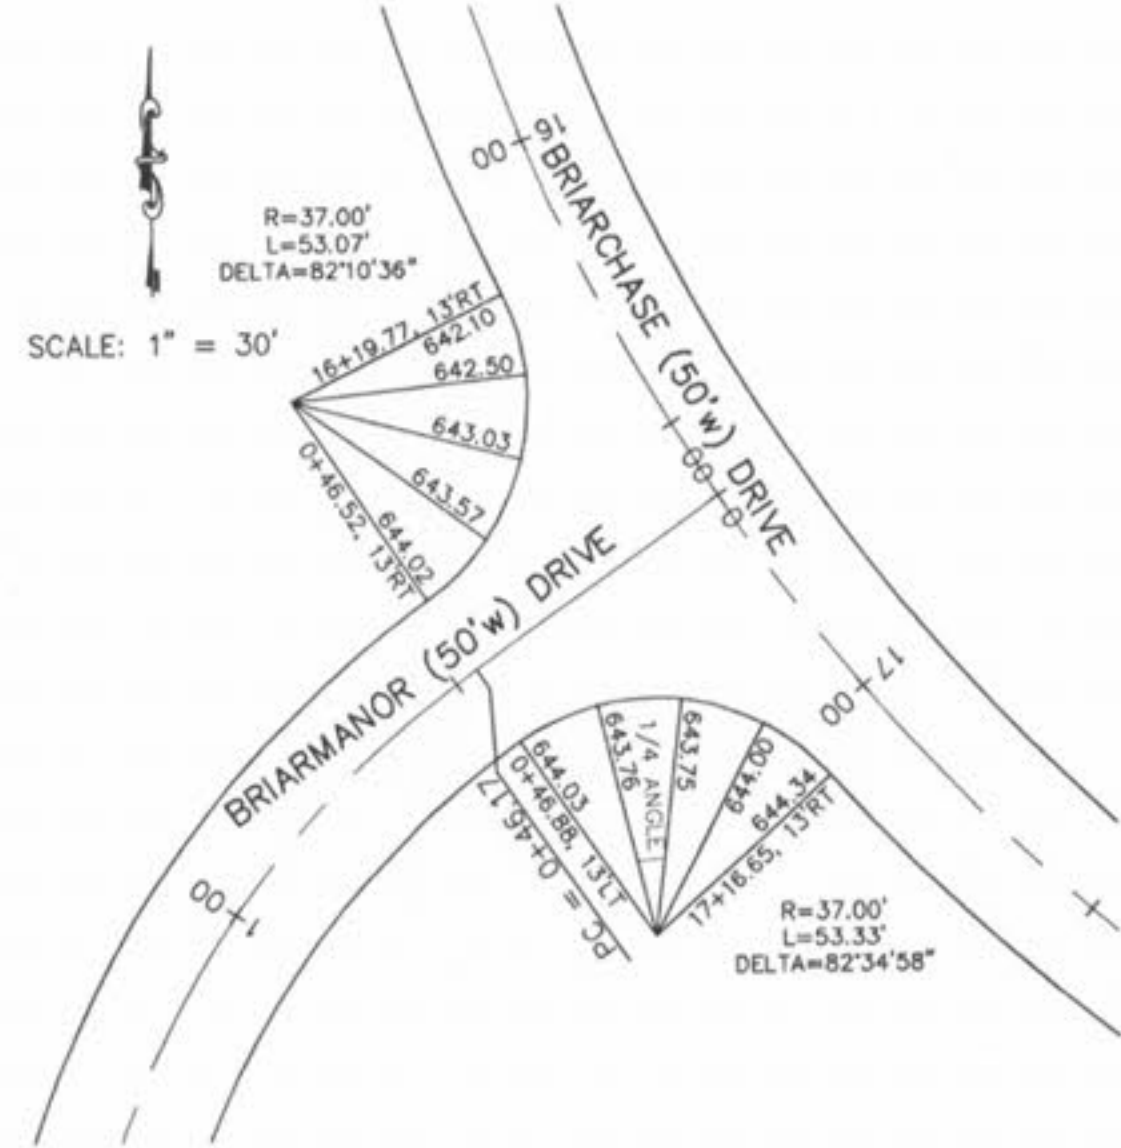 16
00
BRIARCHASE (50'w) DRIVE
R=37.00'
L=53.07'
DELTA=82°10'36"
SCALE: 1" = 30'
16+19.77, 13'RT
642.10
642.50
643.03
643.57
644.02
0+46.52, 13'RT
0+00
BRIARMANOR (50'w) DRIVE
17
00
644.03
0+46.88, 13'LT
643.76
1/4 ANGLE
643.75
644.00
644.34
17+16.65, 13'RT
PC = 0+46.17
1
00
R=37.00'
L=53.33'
DELTA=82°34'58"